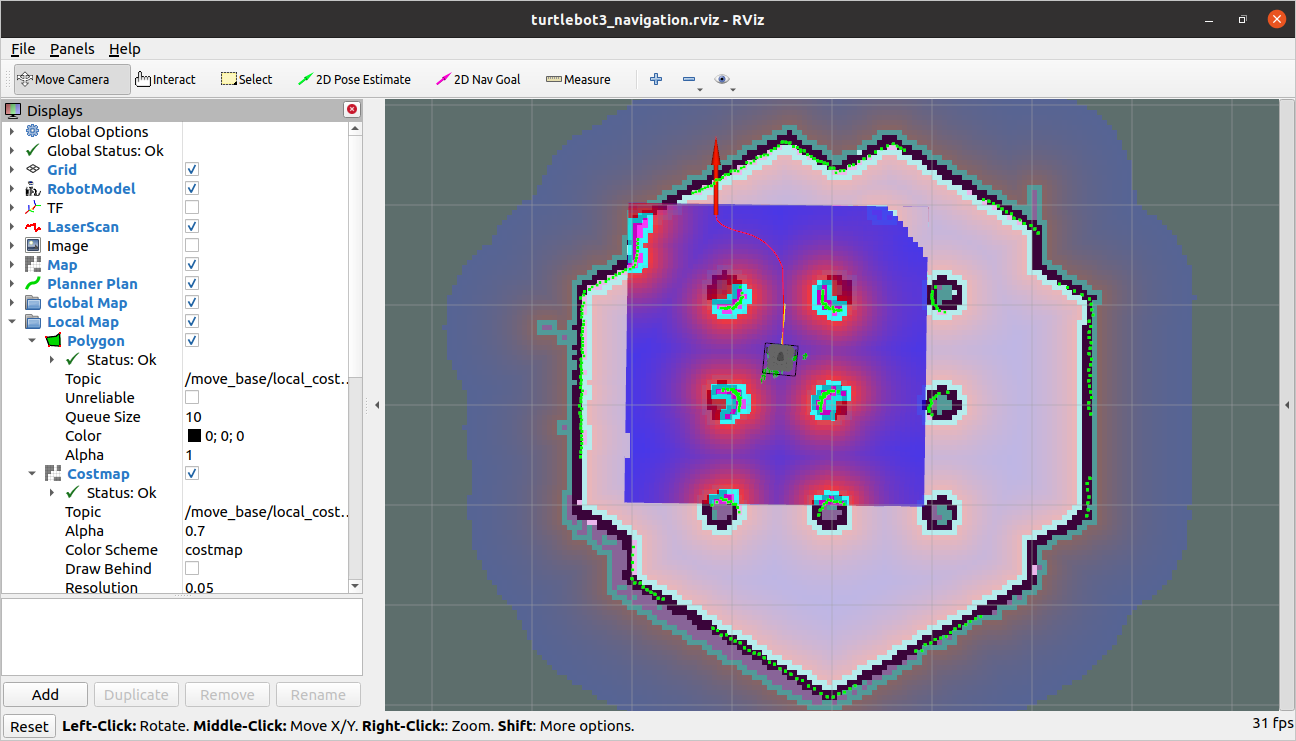 turtlebot3_navigation.rviz - RViz
File Panels Help
Move Camera Interact Select 2D Pose Estimate 2D Nav Goal Measure
Displays
Global Options
Global Status: Ok
Grid
RobotModel
TF
LaserScan
Image
Map
Planner Plan
Global Map
Local Map
Polygon
Status: Ok
Topic /move_base/local_cost...
Unreliable
Queue Size 10
Color 0; 0; 0
Alpha 1
Costmap
Status: Ok
Topic /move_base/local_cost...
Alpha 0.7
Color Scheme costmap
Draw Behind
Resolution 0.05
Add Duplicate Remove Rename
Reset Left-Click: Rotate. Middle-Click: Move X/Y. Right-Click:: Zoom. Shift: More options. 31 fps